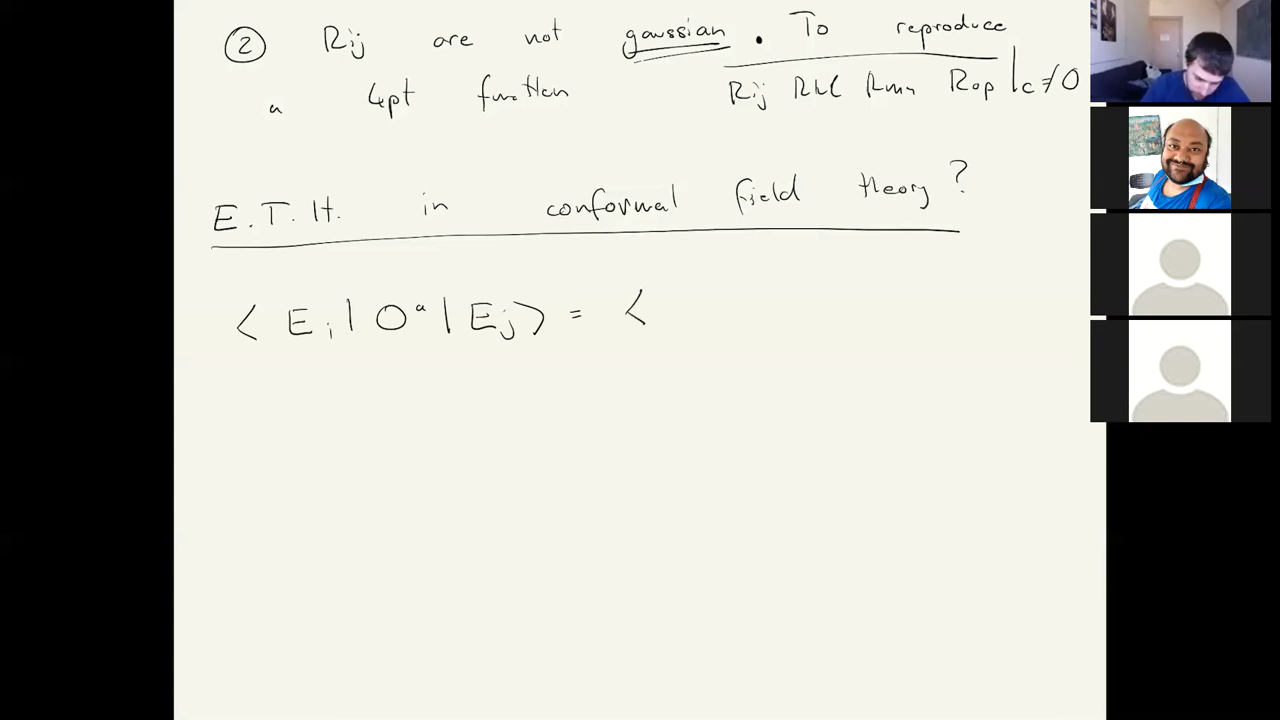 ② Rij are not gaussian. To reproduce
a 4pt function Rij Rkl Rmn Rop |c ≠ 0
E.T.H. in conformal field theory?
< Ei | O^a | Ej > = <